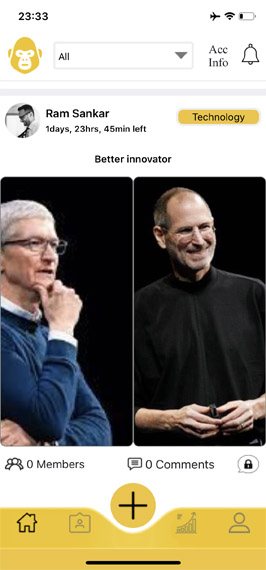 23:33
All
Acc
Info
Ram Sankar
1days, 23hrs, 45min left
Technology
Better innovator
0 Members
0 Comments